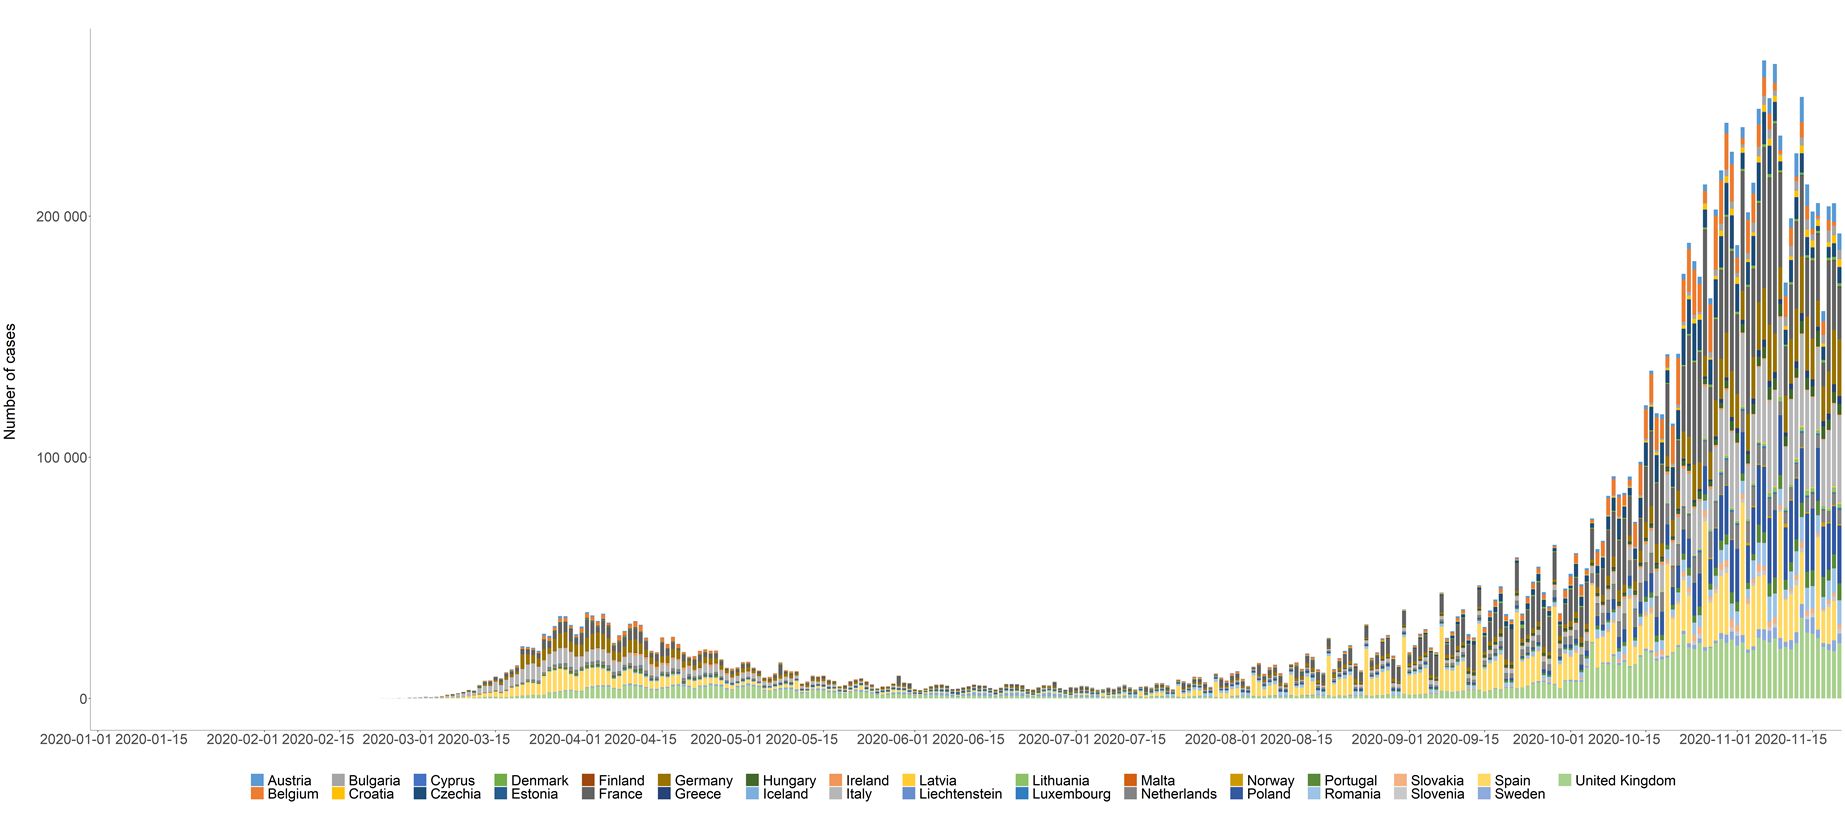 Number of cases
200 000
100 000
0
2020-01-01 2020-01-15 2020-02-01 2020-02-15 2020-03-01 2020-03-15 2020-04-01 2020-04-15 2020-05-01 2020-05-15 2020-06-01 2020-06-15 2020-07-01 2020-07-15 2020-08-01 2020-08-15 2020-09-01 2020-09-15 2020-10-01 2020-10-15 2020-11-01 2020-11-15
Austria Bulgaria Cyprus Denmark Finland Germany Hungary Ireland Latvia Lithuania Malta Norway Portugal Slovakia Spain United Kingdom
Belgium Croatia Czechia Estonia France Greece Iceland Italy Liechtenstein Luxembourg Netherlands Poland Romania Slovenia Sweden